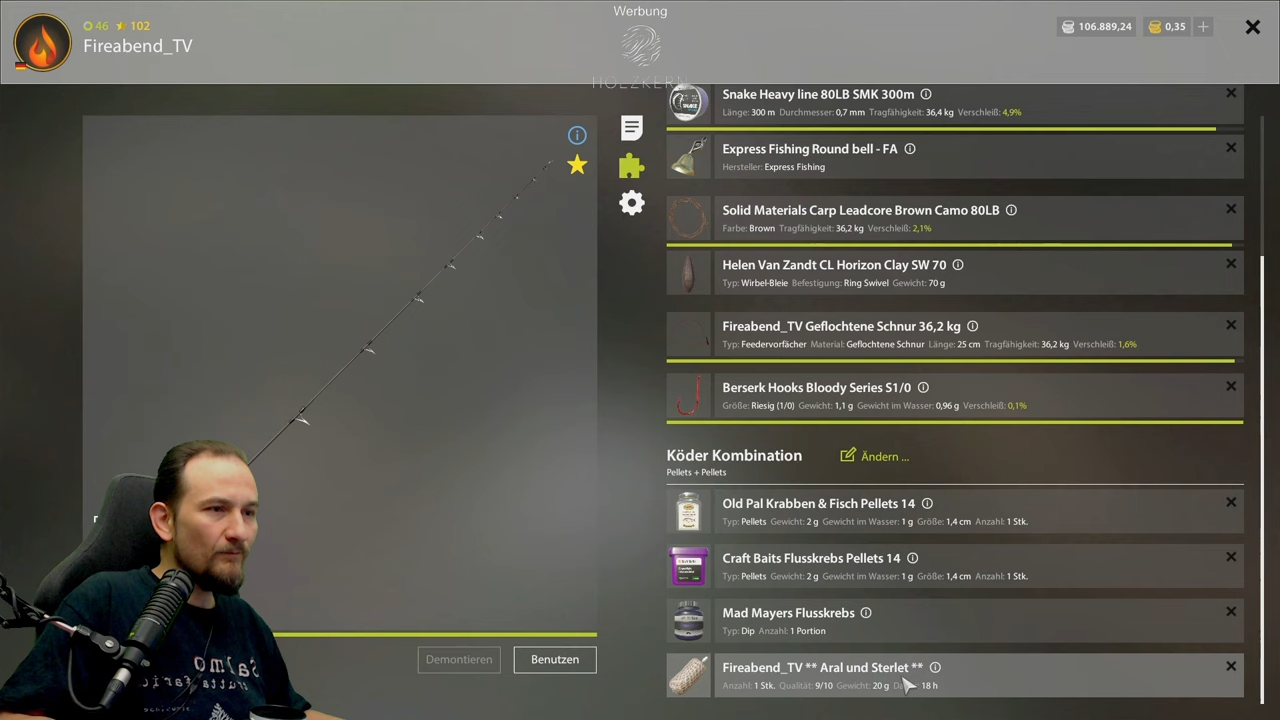 46 102
Fireabend_TV
Werbung
HOLZKERN
106.889,24
0,35
Snake Heavy line 80LB SMK 300m
Länge: 300 m Durchmesser: 0,7 mm Tragfähigkeit: 36,4 kg Verschleiß: 4,9%
Express Fishing Round bell - FA
Hersteller: Express Fishing
Solid Materials Carp Leadcore Brown Camo 80LB
Farbe: Brown Tragfähigkeit: 36,2 kg Verschleiß: 2,1%
Helen Van Zandt CL Horizon Clay SW 70
Typ: Wirbel-Bleie Befestigung: Ring Swivel Gewicht: 70 g
Fireabend_TV Geflochtene Schnur 36,2 kg
Typ: Feedervorfächer Material: Geflochtene Schnur Länge: 25 cm Tragfähigkeit: 36,2 kg Verschleiß: 1,6%
Berserk Hooks Bloody Series S1/0
Größe: Riesig (1/0) Gewicht: 1,1 g Gewicht im Wasser: 0,96 g Verschleiß: 0,1%
Köder Kombination
Ändern ...
Pellets + Pellets
Old Pal Krabben & Fisch Pellets 14
Typ: Pellets Gewicht: 2 g Gewicht im Wasser: 1 g Größe: 1,4 cm Anzahl: 1 Stk.
Craft Baits Flusskrebs Pellets 14
Typ: Pellets Gewicht: 2 g Gewicht im Wasser: 1 g Größe: 1,4 cm Anzahl: 1 Stk.
Mad Mayers Flusskrebs
Typ: Dip Anzahl: 1 Portion
Fireabend_TV ** Aral und Sterlet **
Anzahl: 1 Stk. Qualität: 9/10 Gewicht: 20 g 18 h
Demontieren
Benutzen